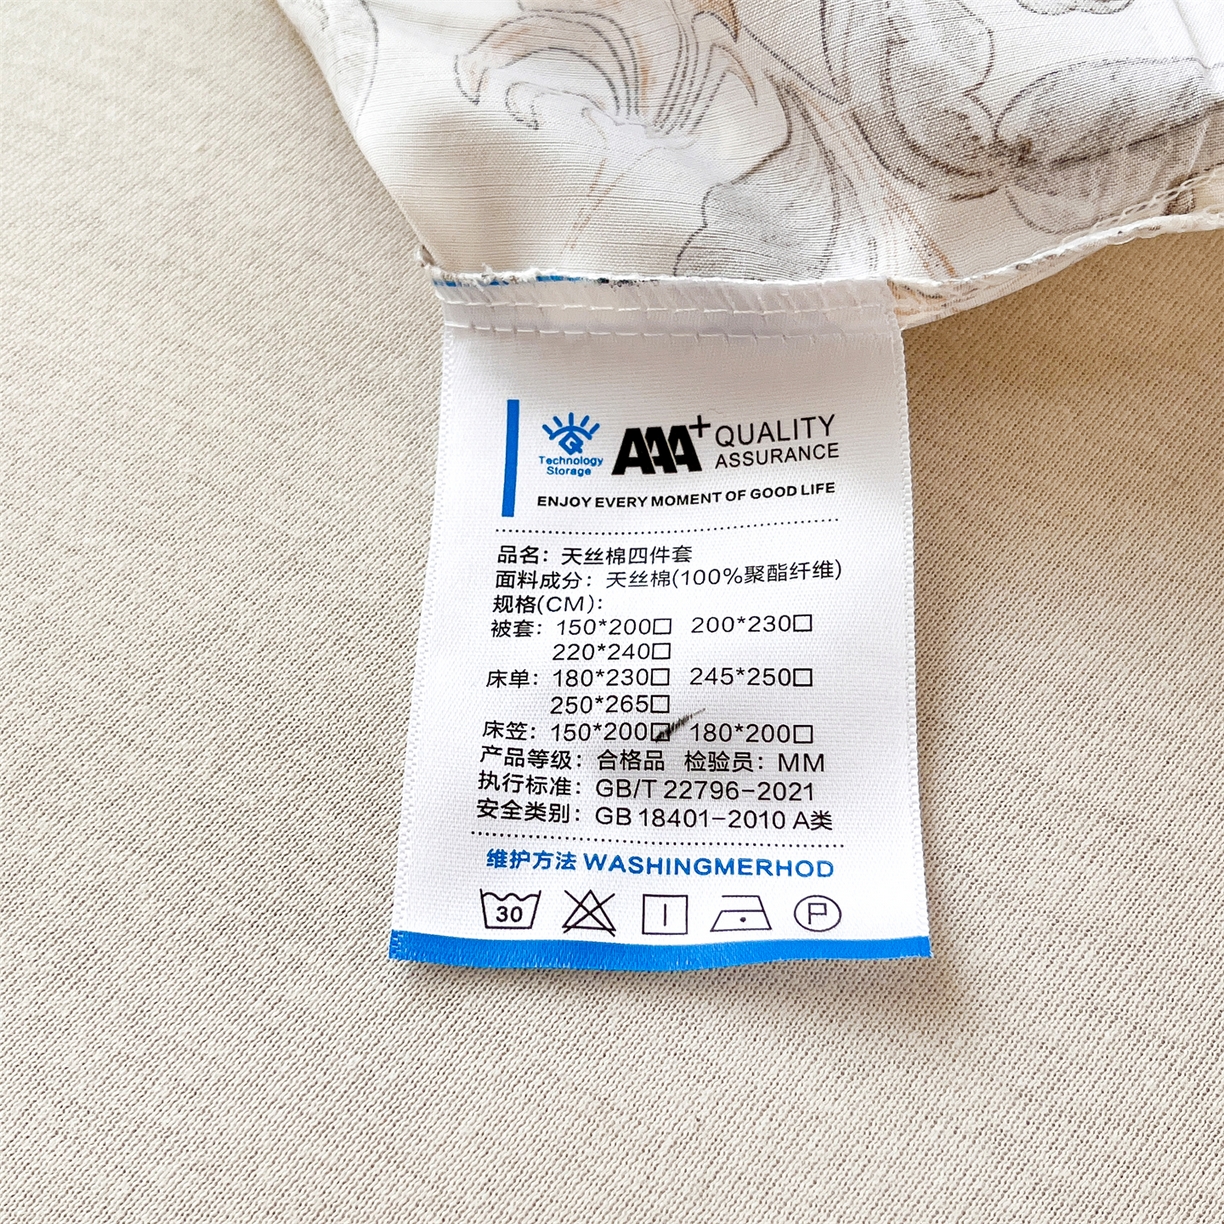 Technology
Storage
AAA+ QUALITY
ASSURANCE
ENJOY EVERY MOMENT OF GOOD LIFE
品名：天丝棉四件套
面料成分：天丝棉(100%聚酯纤维)
规格(CM)：
被套：150*200□ 200*230□
220*240□
床单：180*230□ 245*250□
250*265□
床笠：150*200☑ 180*200□
产品等级：合格品 检验员：MM
执行标准：GB/T 22796-2021
安全类别：GB 18401-2010 A类
维护方法 WASHINGMERHOD
30 P